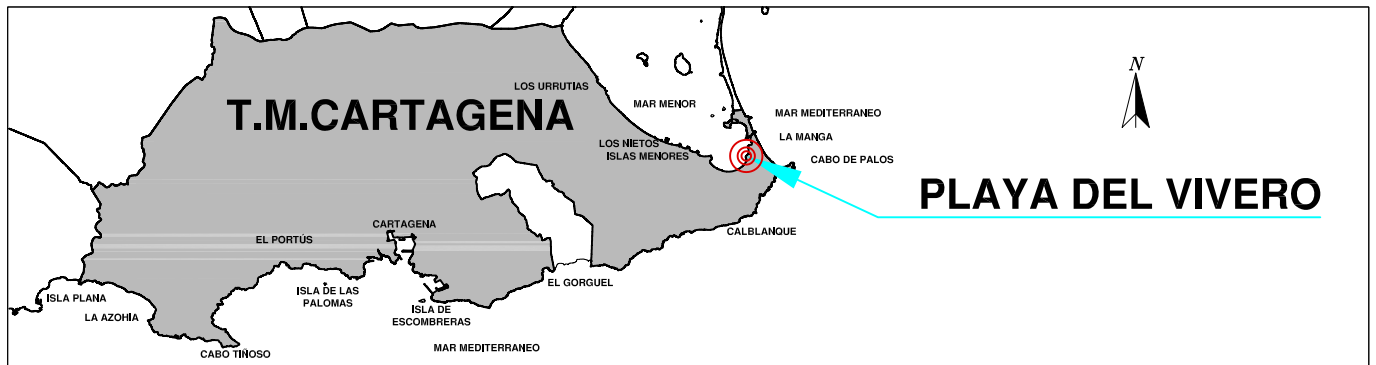 N
LOS URRUTIAS
MAR MENOR
T.M.CARTAGENA
MAR MEDITERRANEO
LA MANGA
LOS NIETOS
ISLAS MENORES
CABO DE PALOS
PLAYA DEL VIVERO
CARTAGENA
CALBLANQUE
EL PORTÚS
EL GORGUEL
ISLA PLANA
ISLA DE LAS
PALOMAS
LA AZOHIA
ISLA DE
ESCOMBRERAS
CABO TIÑOSO
MAR MEDITERRANEO